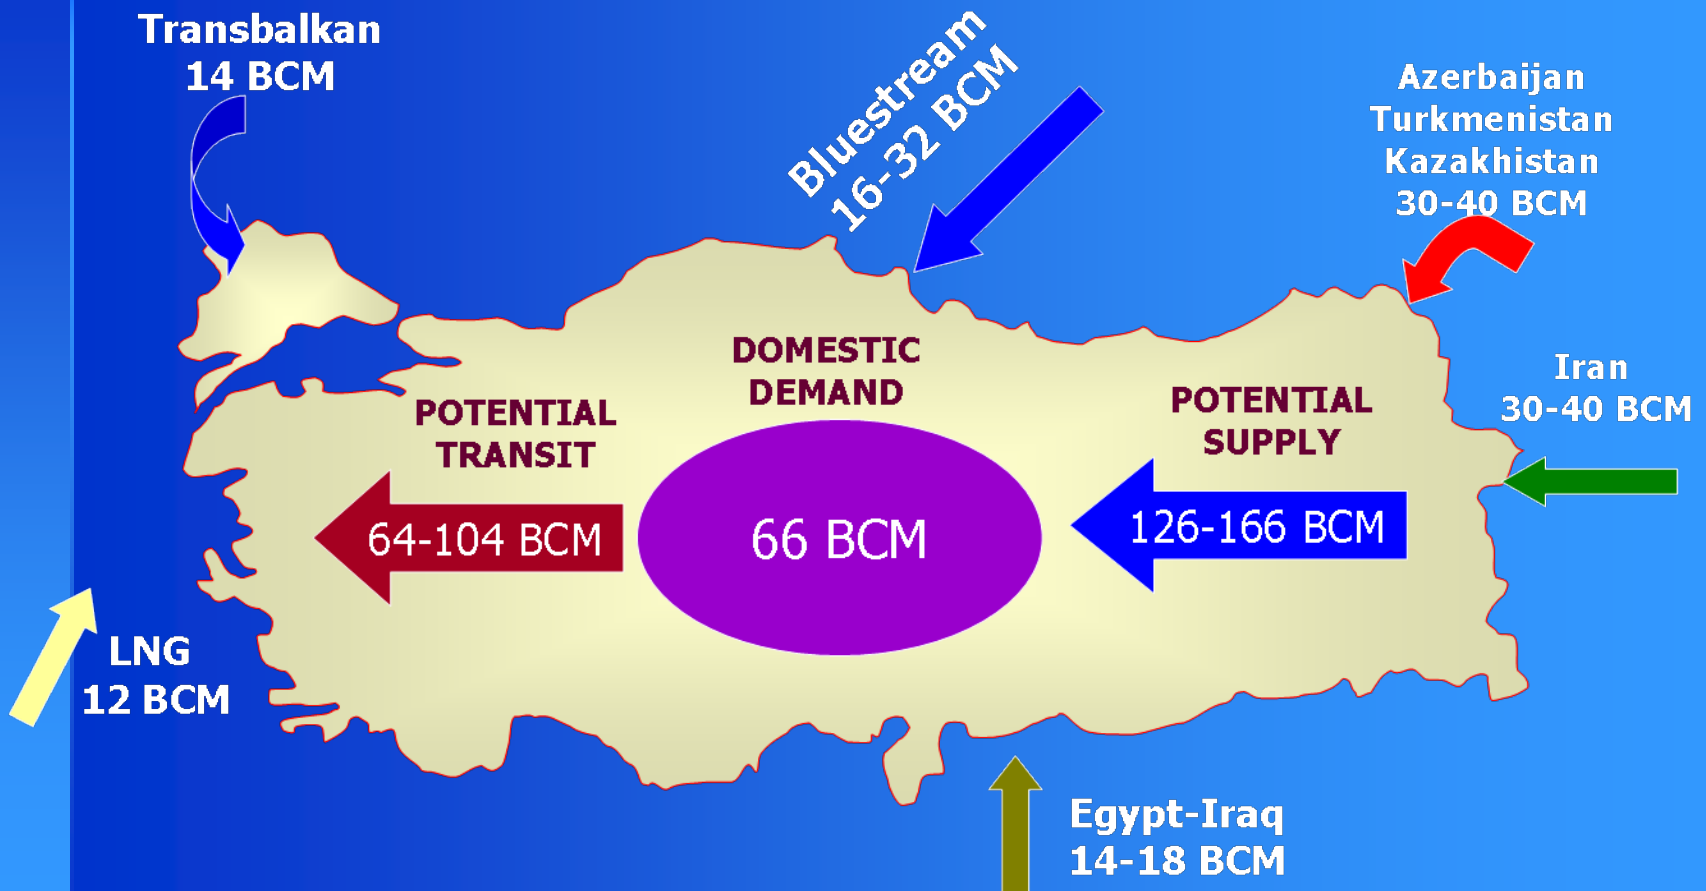 Transbalkan
14 BCM
Bluestream
16-32 BCM
Azerbaijan
Turkmenistan
Kazakhistan
30-40 BCM
Iran
30-40 BCM
DOMESTIC
DEMAND
66 BCM
POTENTIAL
TRANSIT
64-104 BCM
POTENTIAL
SUPPLY
126-166 BCM
LNG
12 BCM
Egypt-Iraq
14-18 BCM